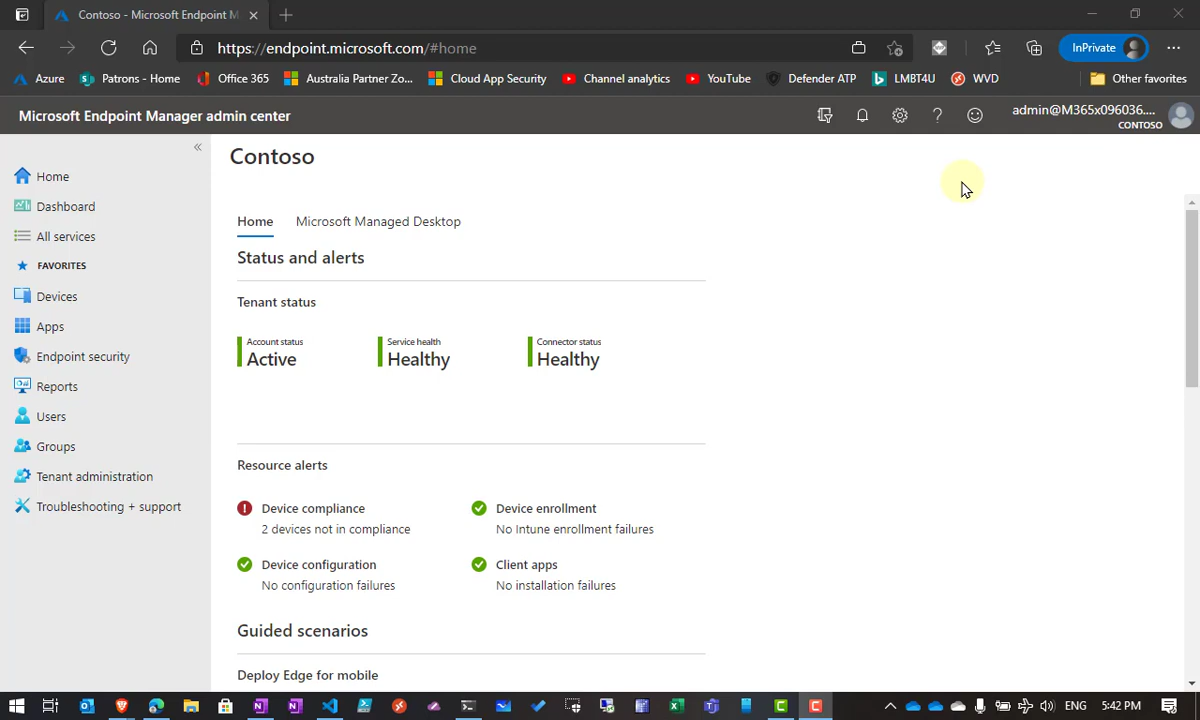 Contoso - Microsoft Endpoint M
https://endpoint.microsoft.com/#home
InPrivate
Azure
Patrons - Home
Office 365
Australia Partner Zo...
Cloud App Security
Channel analytics
YouTube
Defender ATP
LMBT4U
WVD
Other favorites
Microsoft Endpoint Manager admin center
admin@M365x096036....
CONTOSO
Home
Dashboard
All services
FAVORITES
Devices
Apps
Endpoint security
Reports
Users
Groups
Tenant administration
Troubleshooting + support
Contoso
Home
Microsoft Managed Desktop
Status and alerts
Tenant status
Account status
Active
Service health
Healthy
Connector status
Healthy
Resource alerts
Device compliance
2 devices not in compliance
Device enrollment
No Intune enrollment failures
Device configuration
No configuration failures
Client apps
No installation failures
Guided scenarios
Deploy Edge for mobile
ENG
5:42 PM